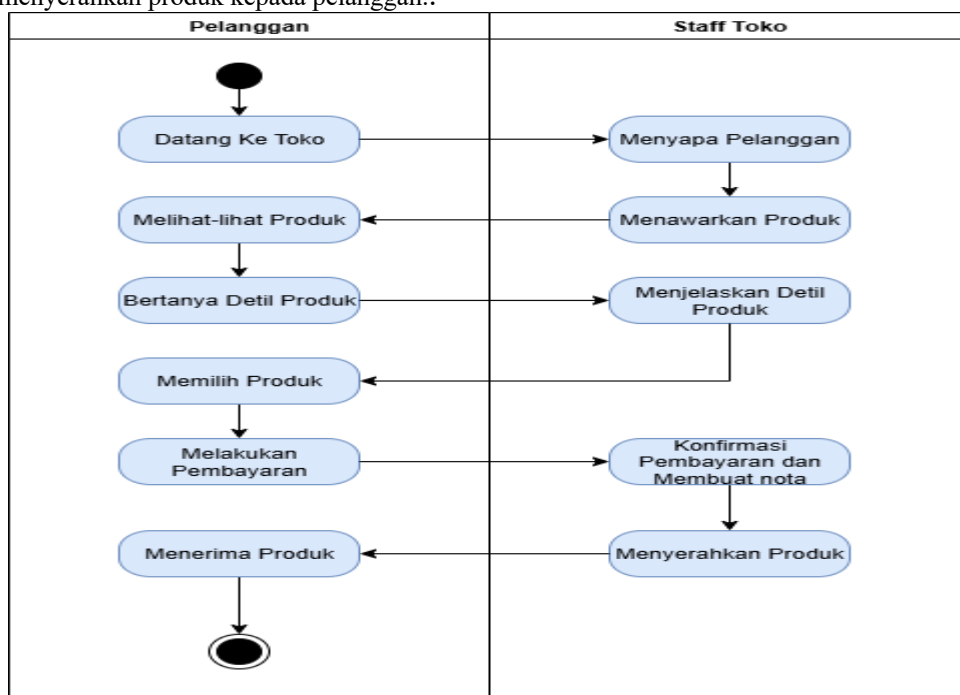 menyerahkan produk kepada pelanggan..
Pelanggan
Staff Toko
Datang Ke Toko
Menyapa Pelanggan
Melihat-lihat Produk
Menawarkan Produk
Bertanya Detil Produk
Menjelaskan Detil
Produk
Memilih Produk
Melakukan
Pembayaran
Konfirmasi
Pembayaran dan
Membuat nota
Menerima Produk
Menyerahkan Produk